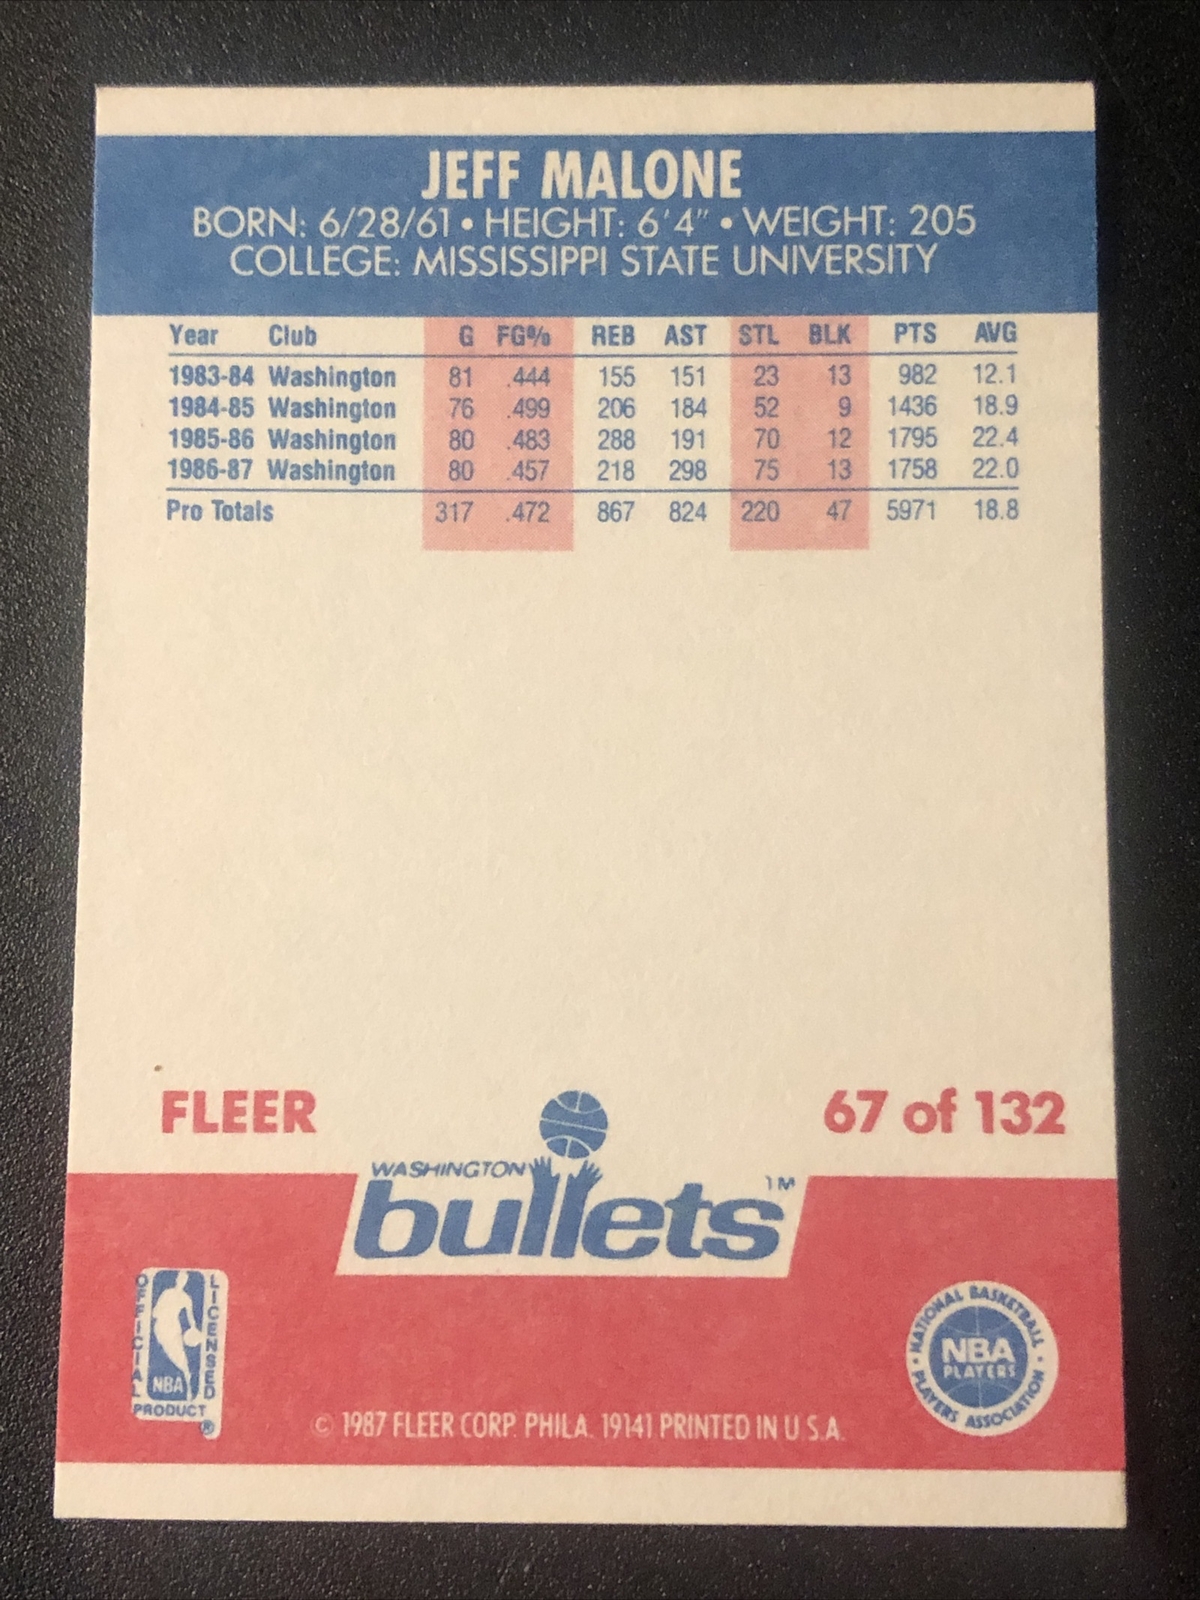 JEFF MALONE
BORN: 6/28/61 • HEIGHT: 6'4" • WEIGHT: 205
COLLEGE: MISSISSIPPI STATE UNIVERSITY
Year Club G FG% REB AST STL BLK PTS AVG
1983-84 Washington 81 .444 155 151 23 13 982 12.1
1984-85 Washington 76 .499 206 184 52 9 1436 18.9
1985-86 Washington 80 .483 288 191 70 12 1795 22.4
1986-87 Washington 80 .457 218 298 75 13 1758 22.0
Pro Totals 317 .472 867 824 220 47 5971 18.8
FLEER 67 of 132
WASHINGTON
bullets TM
OFFICIAL LICENSED
NBA
PRODUCT ®
NATIONAL BASKETBALL
NBA
PLAYERS
PLAYERS ASSOCIATION
© 1987 FLEER CORP. PHILA. 19141 PRINTED IN U.S.A.